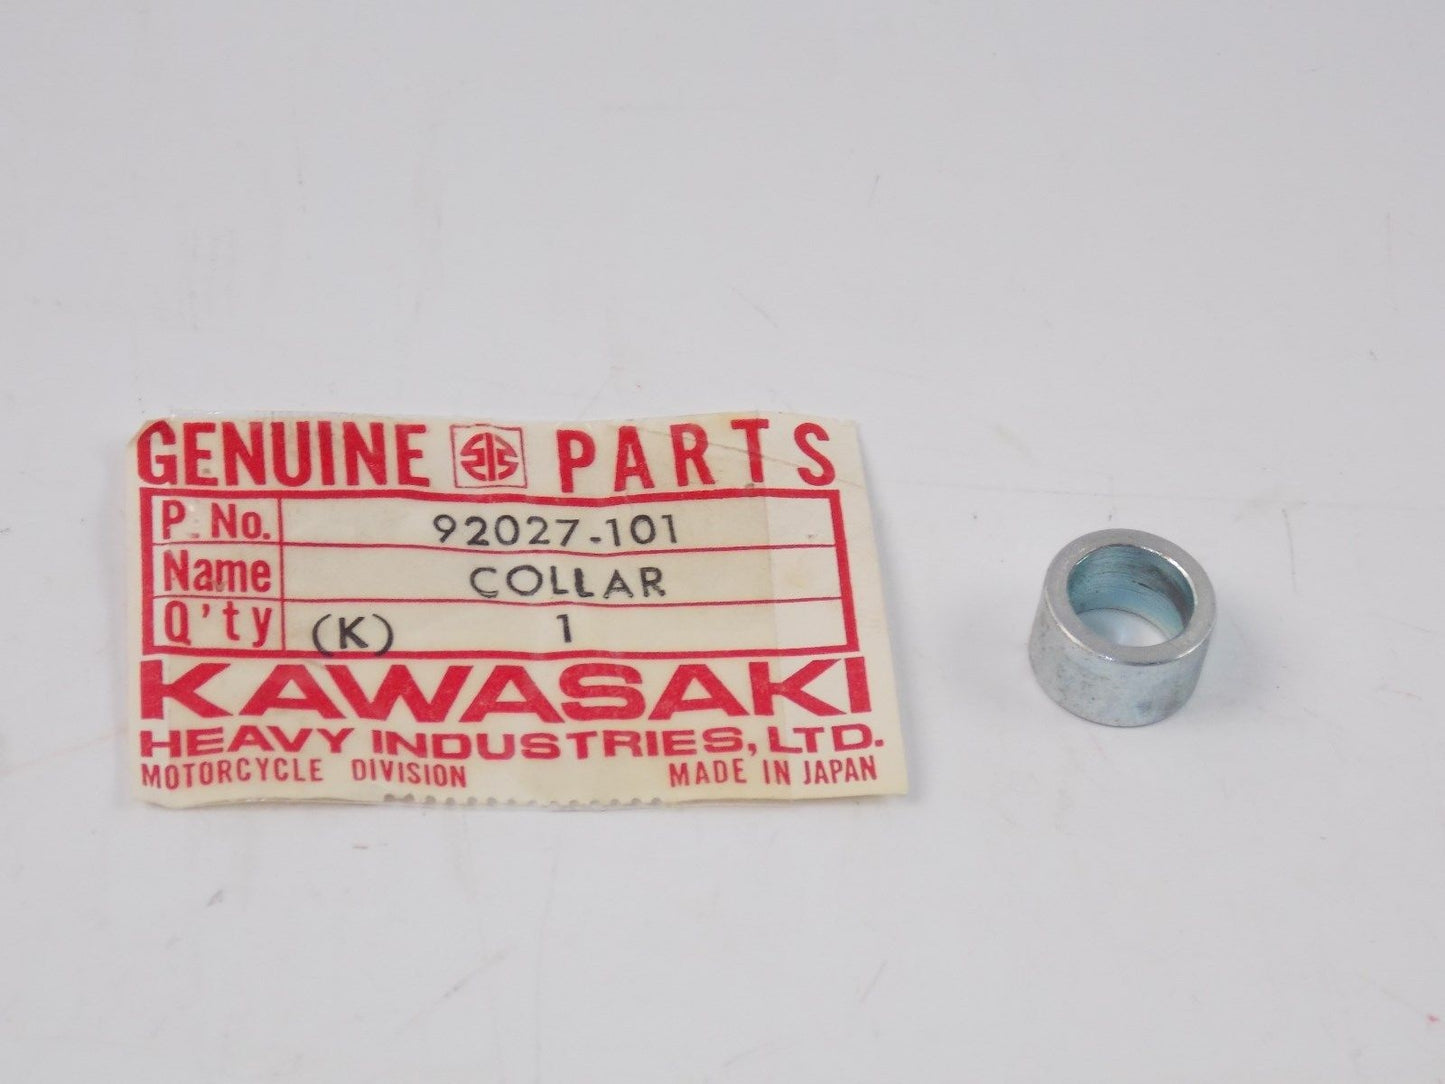 GENUINE PARTS
P. No. 92027-101
Name COLLAR
Q'ty (K) 1
KAWASAKI
HEAVY INDUSTRIES, LTD.
MOTORCYCLE DIVISION MADE IN JAPAN